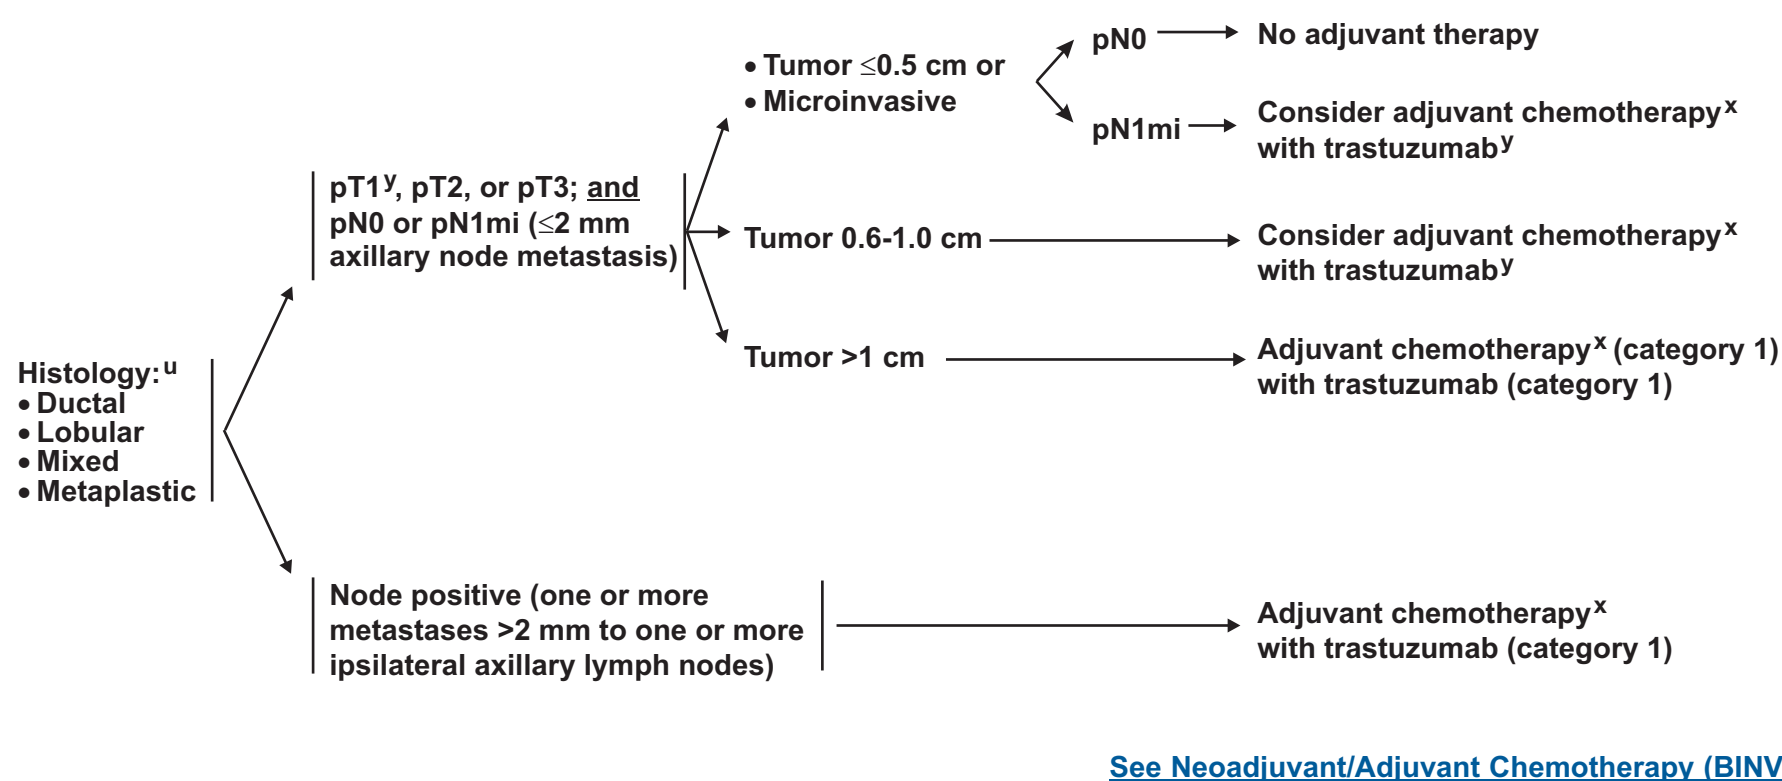 Histology:u
• Ductal
• Lobular
• Mixed
• Metaplastic
pT1y, pT2, or pT3; and
pN0 or pN1mi (≤2 mm
axillary node metastasis)
• Tumor ≤0.5 cm or
• Microinvasive
pN0
No adjuvant therapy
pN1mi
Consider adjuvant chemotherapyx
with trastuzumaby
Tumor 0.6-1.0 cm
Consider adjuvant chemotherapyx
with trastuzumaby
Tumor >1 cm
Adjuvant chemotherapyx (category 1)
with trastuzumab (category 1)
Node positive (one or more
metastases >2 mm to one or more
ipsilateral axillary lymph nodes)
Adjuvant chemotherapyx
with trastuzumab (category 1)
See Neoadjuvant/Adjuvant Chemotherapy (BINV